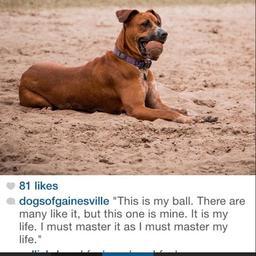 81 likes
dogsofgainesville "This is my ball. There are
many like it, but this one is mine. It is my
life. I must master it as I must master my
life."